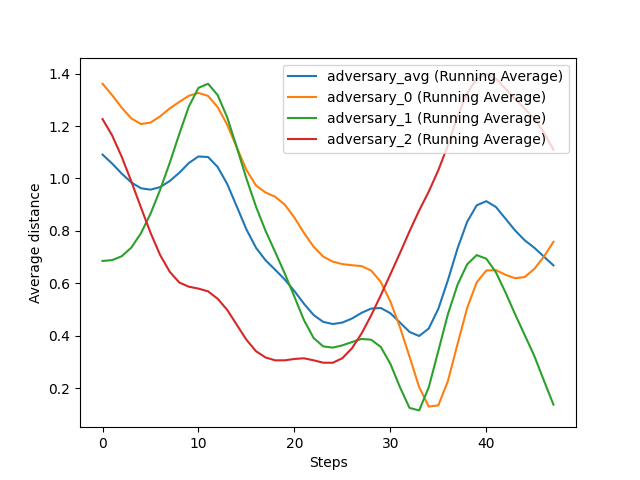 adversary_avg (Running Average)
adversary_0 (Running Average)
adversary_1 (Running Average)
adversary_2 (Running Average)
Average distance
1.4
1.2
1.0
0.8
0.6
0.4
0.2
0 10 20 30 40
Steps